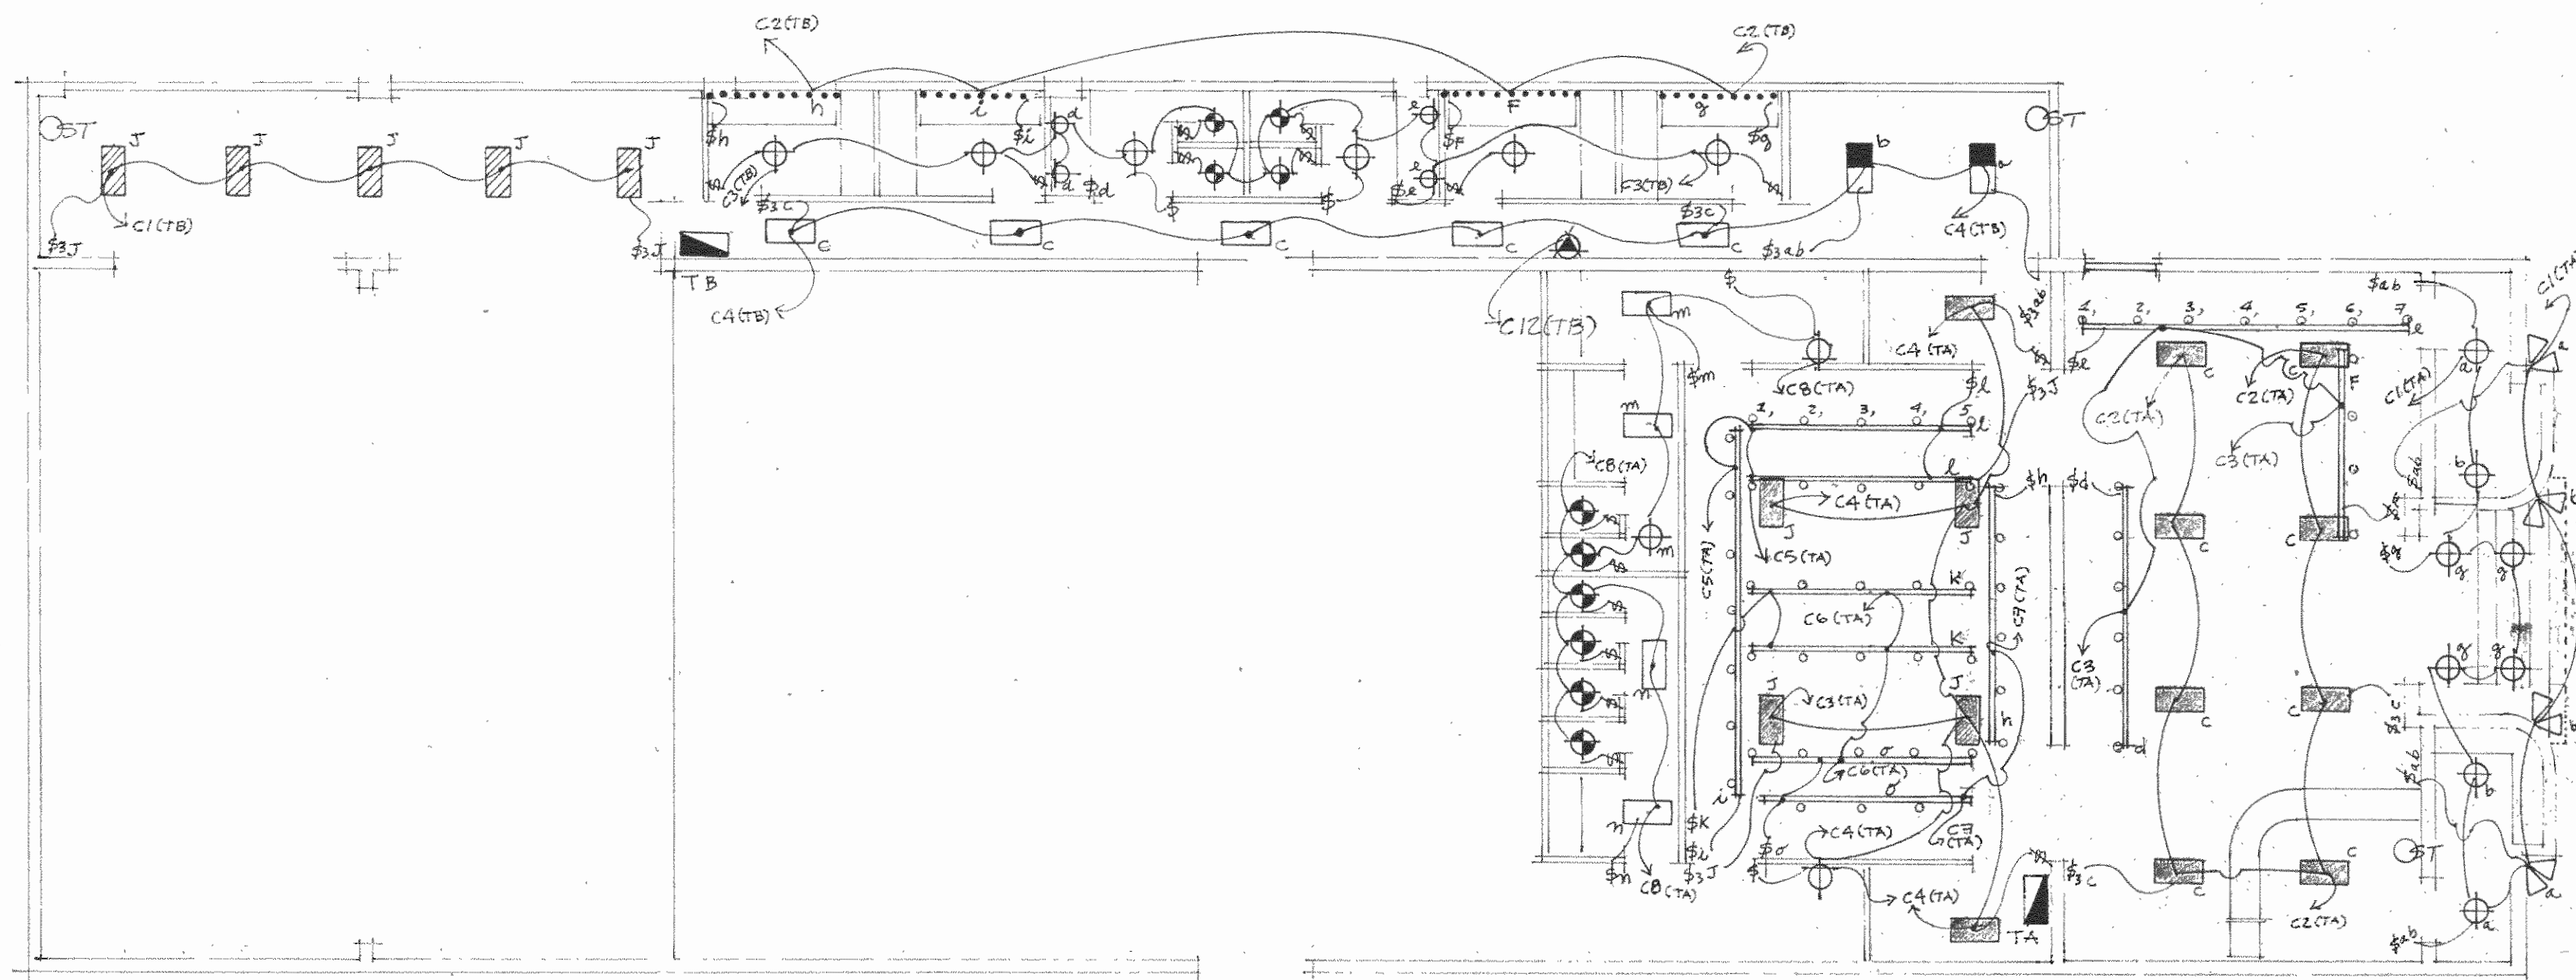 C2(TB)
C2(TB)
ST
J
J
J
J
J
C1(TB)
$3J
$3J
TB
h
$h
i
$i
C3(TB)
$3c
d
d
$d
$
$
e
e
$e
F
$F
g
$g
C3(TB)
$3c
b
a
ST
C4(TB)
$3ab
c
c
c
c
c
C4(TB)
C12(TB)
$
m
$m
C8(TA)
C4(TA)
$3ab
$l
$3J
1, 2, 3, 4, 5
l
l
m
C8(TA)
m
C5(TA)
C4(TA)
J
J
C5(TA)
K
C6(TA)
K
C7(TA)
$h
$d
h
J
J
C3(TA)
n
n
i
o
C6(TA)
o
$K
$i
$3J
$o
$
C4(TA)
C7
(TA)
$n
C8(TA)
C4(TA)
TA
1, 2, 3, 4, 5, 6, 7
e
$e
c
c
F
C2(TA)
C2(TA)
C3(TA)
c
c
C3
(TA)
d
c
c
$3c
$3c
c
c
C2(TA)
$ab
C1(TA)
C1(TA)
a
a
$ab
b
$g
g
g
g
g
$ab
b
ST
$ab
a
a